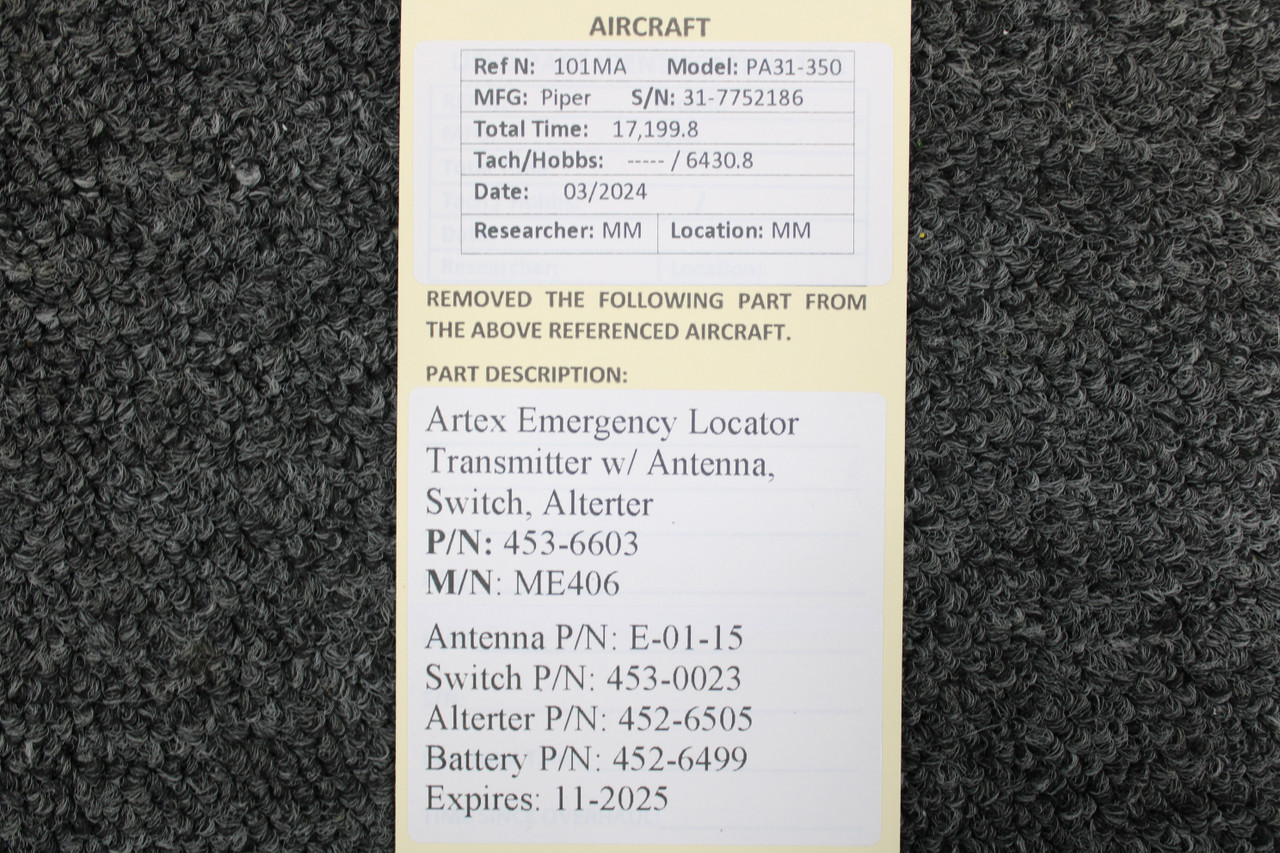 AIRCRAFT
Ref N: 101MA Model: PA31-350
MFG: Piper S/N: 31-7752186
Total Time: 17,199.8
Tach/Hobbs: ----- / 6430.8
Date: 03/2024
Researcher: MM Location: MM
REMOVED THE FOLLOWING PART FROM
THE ABOVE REFERENCED AIRCRAFT.
PART DESCRIPTION:
Artex Emergency Locator
Transmitter w/ Antenna,
Switch, Alterter
P/N: 453-6603
M/N: ME406
Antenna P/N: E-01-15
Switch P/N: 453-0023
Alterter P/N: 452-6505
Battery P/N: 452-6499
Expires: 11-2025
TIME SINCE OVERHAUL: